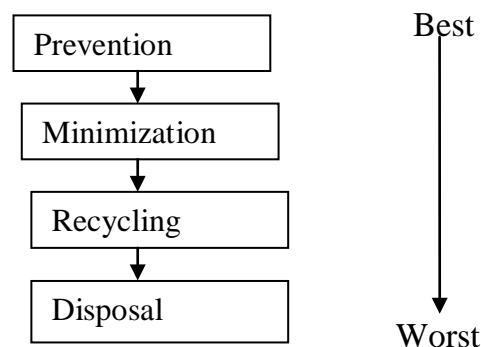 Prevention
Best
Minimization
Recycling
Disposal
Worst